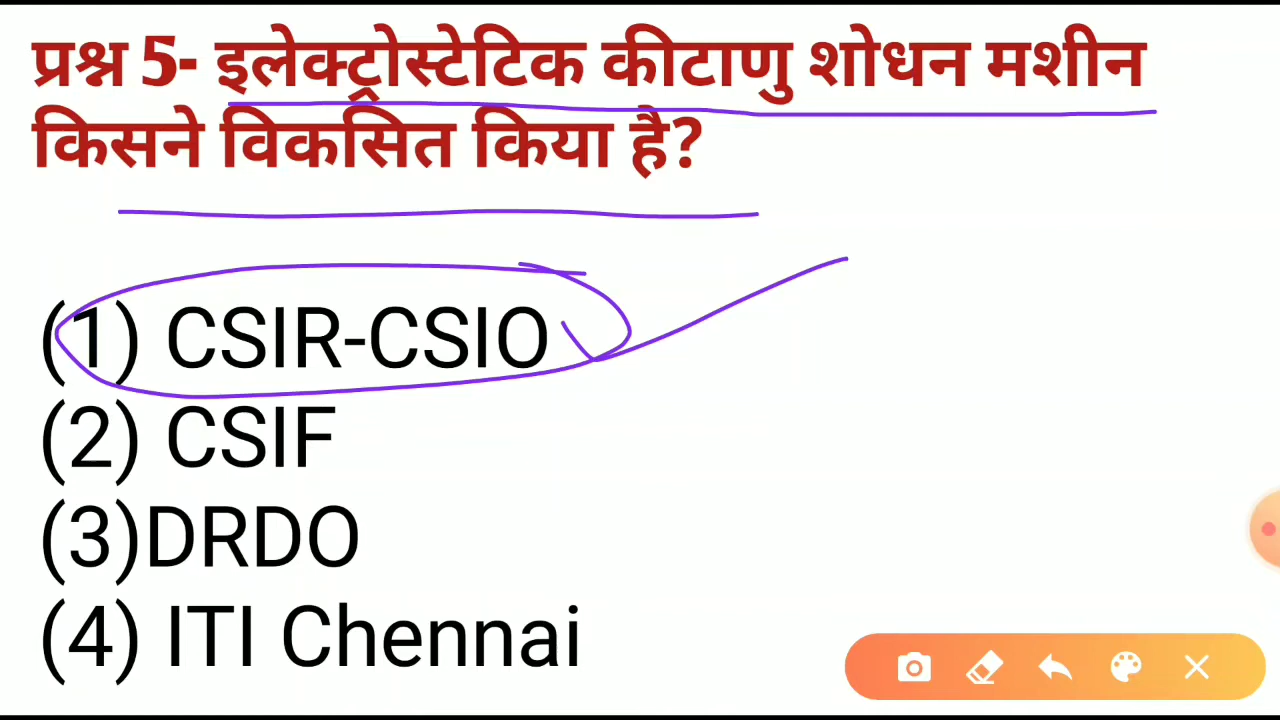 प्रश्न 5- इलेक्ट्रोस्टेटिक कीटाणु शोधन मशीन
किसने विकसित किया है?
(1) CSIR-CSIO
(2) CSIF
(3)DRDO
(4) ITI Chennai